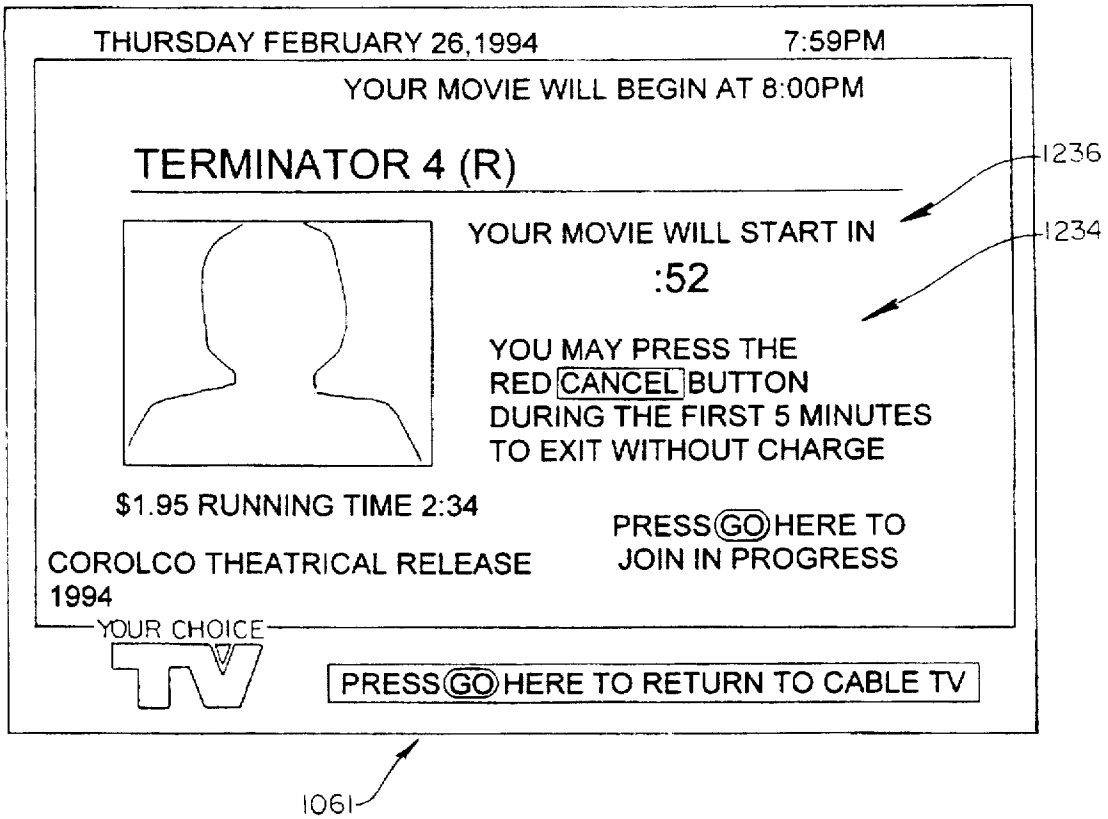 THURSDAY FEBRUARY 26,1994 7:59PM
YOUR MOVIE WILL BEGIN AT 8:00PM
TERMINATOR 4 (R)
1236
YOUR MOVIE WILL START IN
1234
:52
YOU MAY PRESS THE
RED CANCEL BUTTON
DURING THE FIRST 5 MINUTES
TO EXIT WITHOUT CHARGE
$1.95 RUNNING TIME 2:34
PRESS GO HERE TO
JOIN IN PROGRESS
COROLCO THEATRICAL RELEASE
1994
YOUR CHOICE
TV
PRESS GO HERE TO RETURN TO CABLE TV
1061